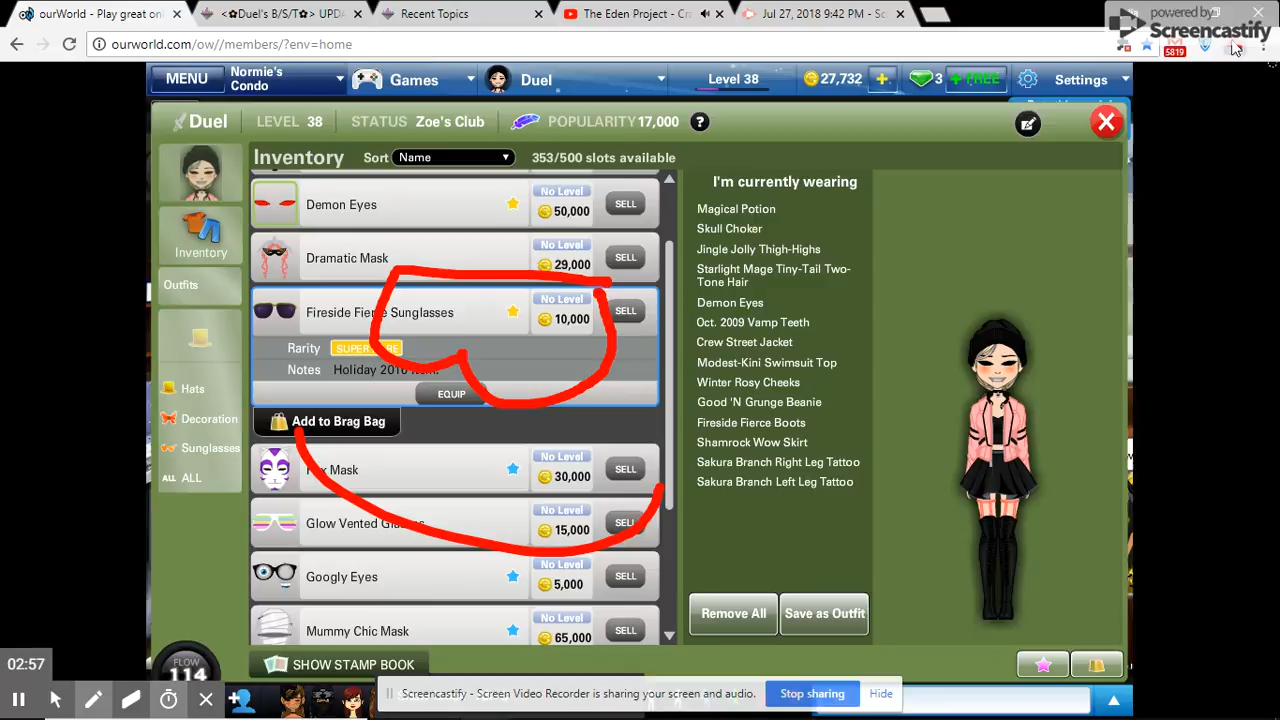 ourWorld - Play great onl
<✿Duel's B/S/T✿> UPDA
Recent Topics
The Eden Project - Cr
Jul 27, 2018 9:42 PM - Sc
powered by
Screencastify
ourworld.com/ow//members/?env=home
5819
MENU
Normie's Condo
Games
Duel
Level 38
27,732
+
3
+ FREE
Settings
Duel
LEVEL 38
STATUS Zoe's Club
POPULARITY 17,000
?
Inventory
Sort
Name
353/500 slots available
I'm currently wearing
Magical Potion
Skull Choker
Jingle Jolly Thigh-Highs
Starlight Mage Tiny-Tail Two-
Tone Hair
Demon Eyes
Oct. 2009 Vamp Teeth
Crew Street Jacket
Modest-Kini Swimsuit Top
Winter Rosy Cheeks
Good 'N Grunge Beanie
Fireside Fierce Boots
Shamrock Wow Skirt
Sakura Branch Right Leg Tattoo
Sakura Branch Left Leg Tattoo
Remove All
Save as Outfit
Inventory
Outfits
Hats
Decoration
Sunglasses
ALL ALL
Demon Eyes
No Level
50,000
SELL
Dramatic Mask
No Level
29,000
SELL
Fireside Fierce Sunglasses
No Level
10,000
SELL
Rarity
Notes Holiday 2016 Item.
EQUIP
Add to Brag Bag
Mask
No Level
30,000
SELL
Glow Vented Glasses
No Level
15,000
SELL
Googly Eyes
No Level
5,000
SELL
Mummy Chic Mask
No Level
65,000
SELL
SHOW STAMP BOOK
FLOW
114
02:57
Screencastify - Screen Video Recorder is sharing your screen and audio.
Stop sharing
Hide